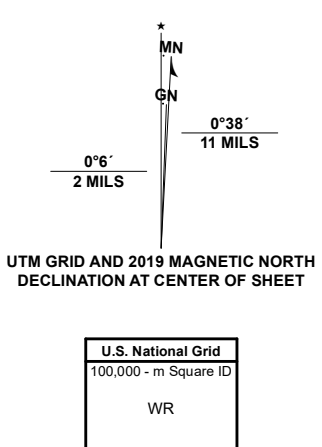 ★
MN
GN
0°38´
11 MILS
0°6´
2 MILS
UTM GRID AND 2019 MAGNETIC NORTH
DECLINATION AT CENTER OF SHEET
U.S. National Grid
100,000 - m Square ID
WR